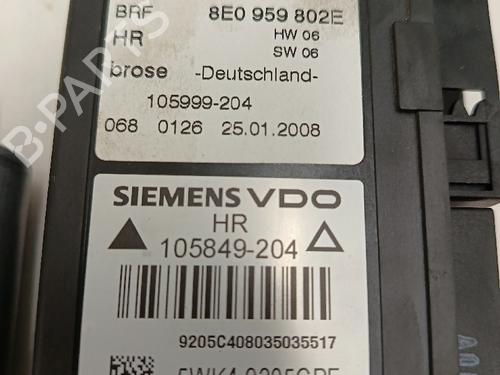 BRF 8E0 959 802E
HR HW 06
SW 06
brose -Deutschland-
105999-204
068 0126 25.01.2008
SIEMENS VDO
HR
105849-204
9205C408035035517
B-PARTS